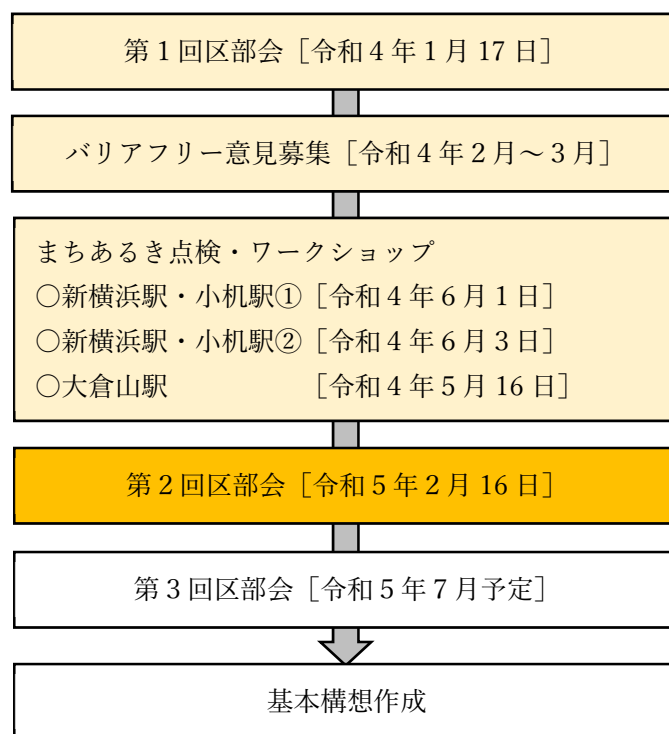 第１回区部会［令和４年１月 17 日］
バリアフリー意見募集［令和４年２月～３月］
まちあるき点検・ワークショップ
○新横浜駅・小机駅①［令和４年６月１日］
○新横浜駅・小机駅②［令和４年６月３日］
○大倉山駅　　　　　［令和４年５月 16 日］
第２回区部会［令和５年２月 16 日］
第３回区部会［令和５年７月予定］
基本構想作成